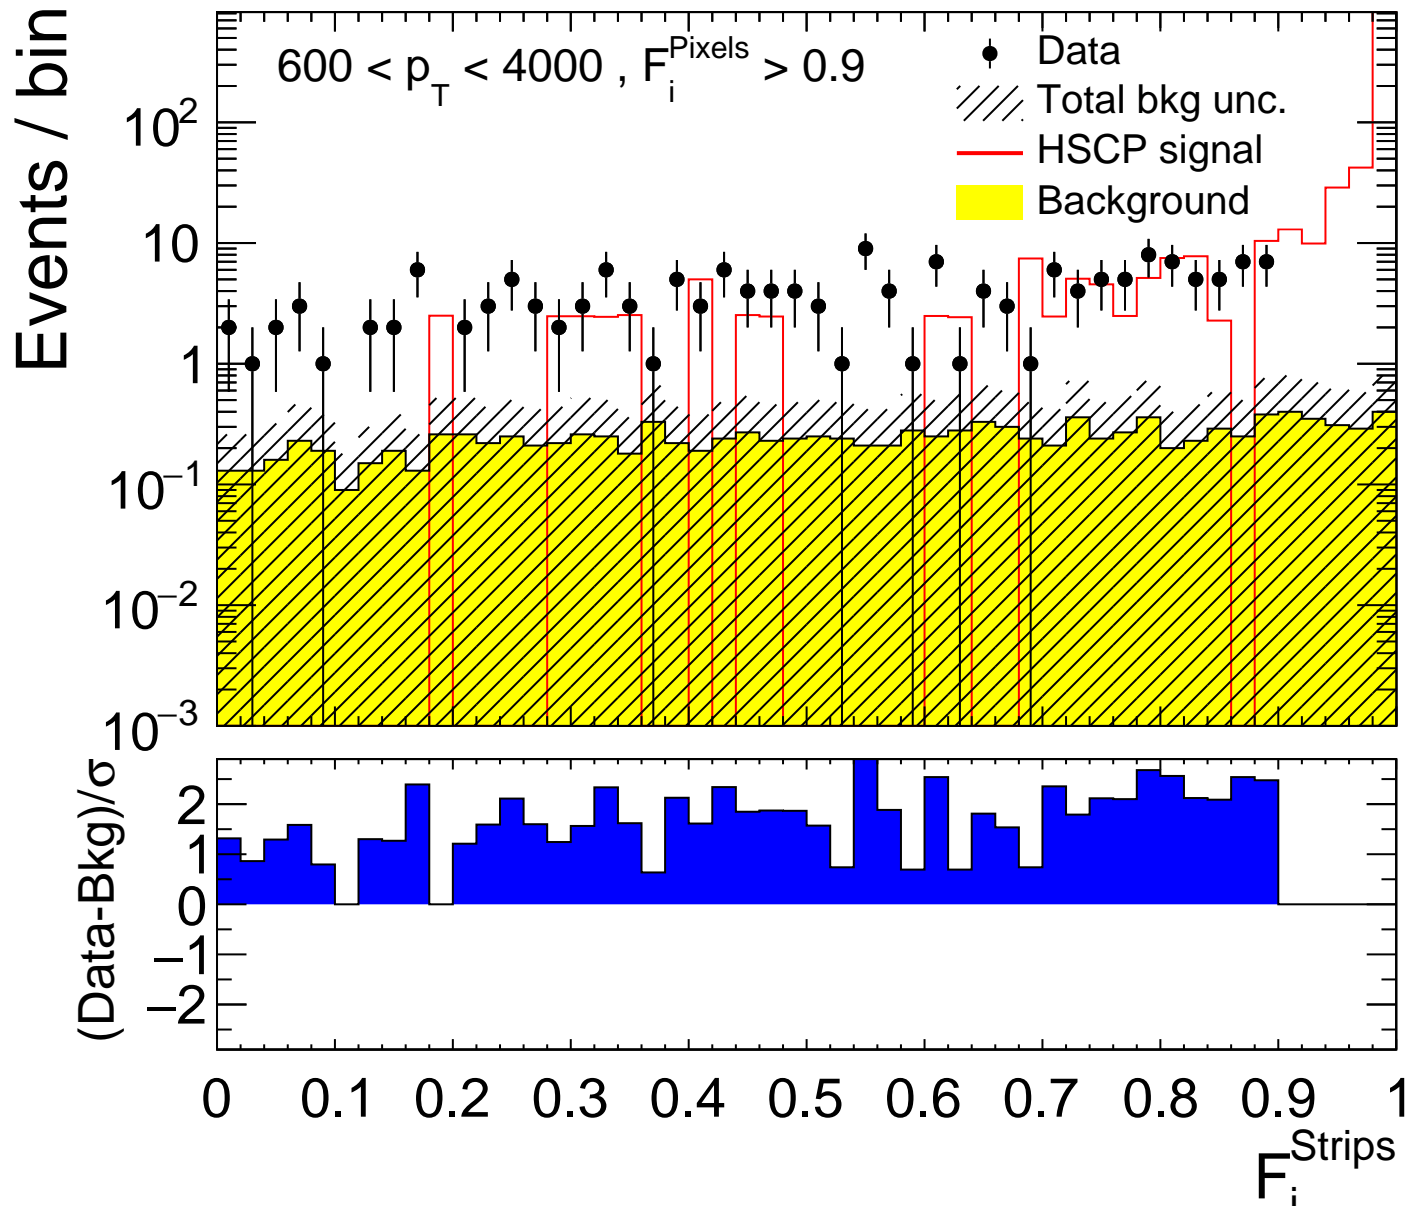 Events / bin
600 < p_T < 4000 , F_i^Pixels > 0.9
Data
Total bkg unc.
HSCP signal
Background
10²
10
1
10⁻¹
10⁻²
10⁻³
(Data-Bkg)/σ
2
1
0
−1
−2
0 0.1 0.2 0.3 0.4 0.5 0.6 0.7 0.8 0.9 1
F_i^Strips